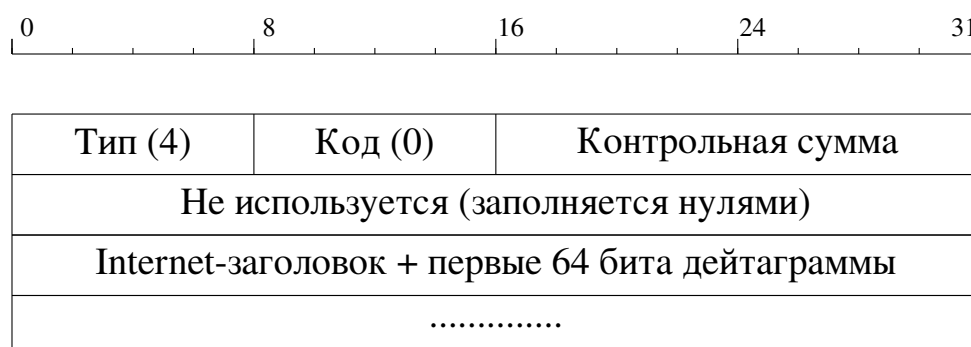 0 8 16 24 31
Тип (4) Код (0) Контрольная сумма
Не используется (заполняется нулями)
Internet-заголовок + первые 64 бита дейтаграммы
..............